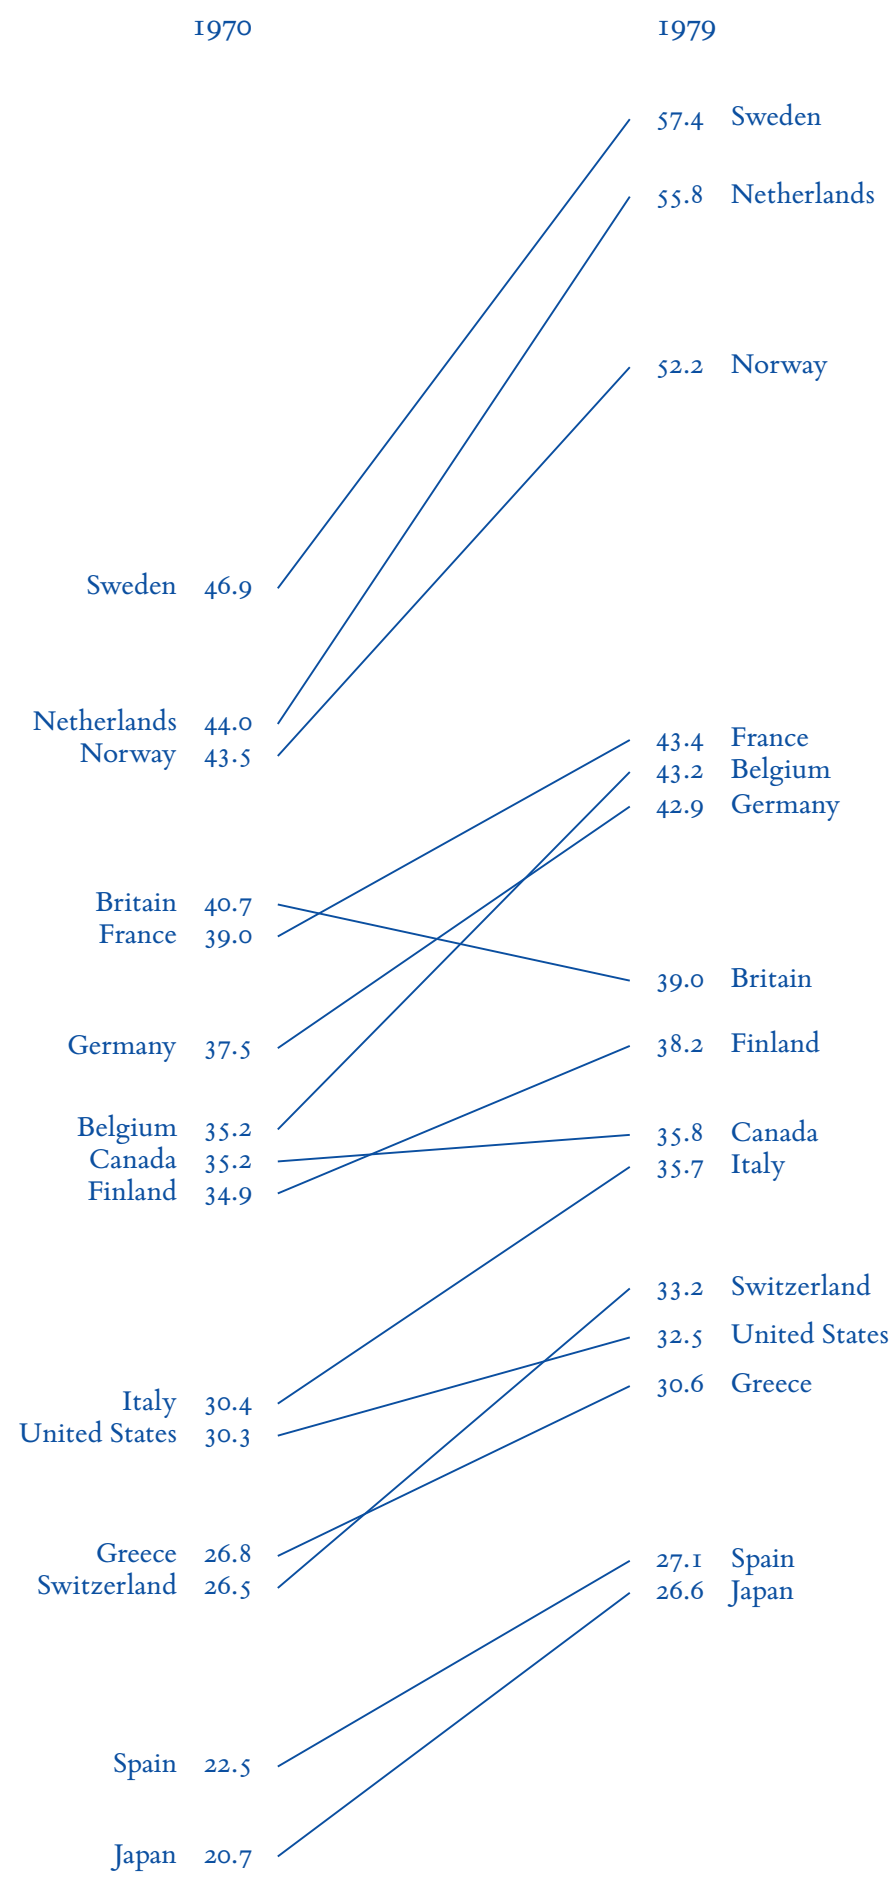 1970 1979
57.4 Sweden
55.8 Netherlands
52.2 Norway
Sweden 46.9
Netherlands 44.0
43.4 France
Norway 43.5
43.2 Belgium
42.9 Germany
Britain 40.7
France 39.0
39.0 Britain
38.2 Finland
Germany 37.5
Belgium 35.2
35.8 Canada
Canada 35.2
35.7 Italy
Finland 34.9
33.2 Switzerland
32.5 United States
30.6 Greece
Italy 30.4
United States 30.3
Greece 26.8
27.1 Spain
Switzerland 26.5
26.6 Japan
Spain 22.5
Japan 20.7